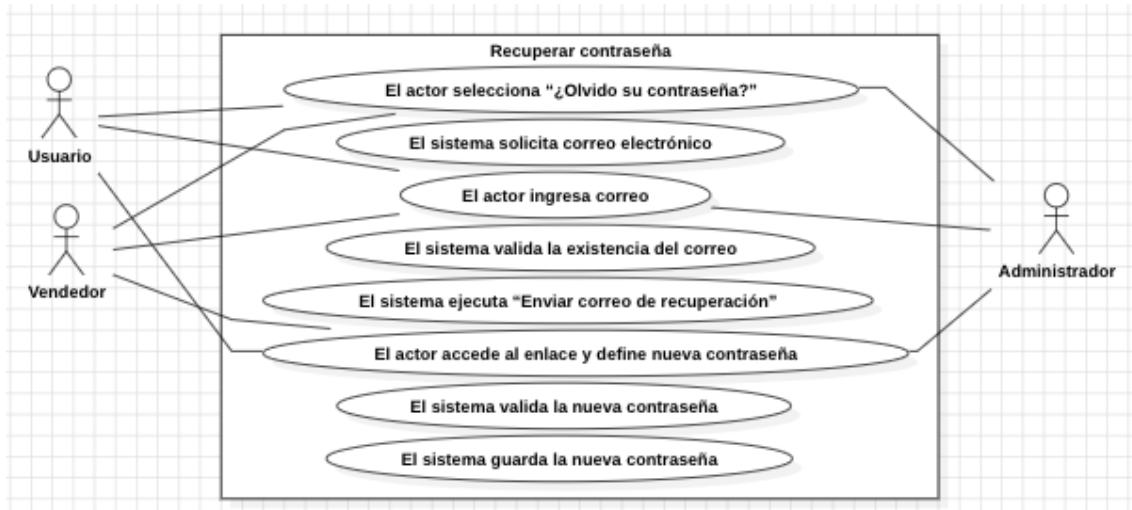 Recuperar contraseña
El actor selecciona “¿Olvido su contraseña?”
El sistema solicita correo electrónico
Usuario
El actor ingresa correo
El sistema valida la existencia del correo
Administrador
Vendedor
El sistema ejecuta “Enviar correo de recuperación”
El actor accede al enlace y define nueva contraseña
El sistema valida la nueva contraseña
El sistema guarda la nueva contraseña